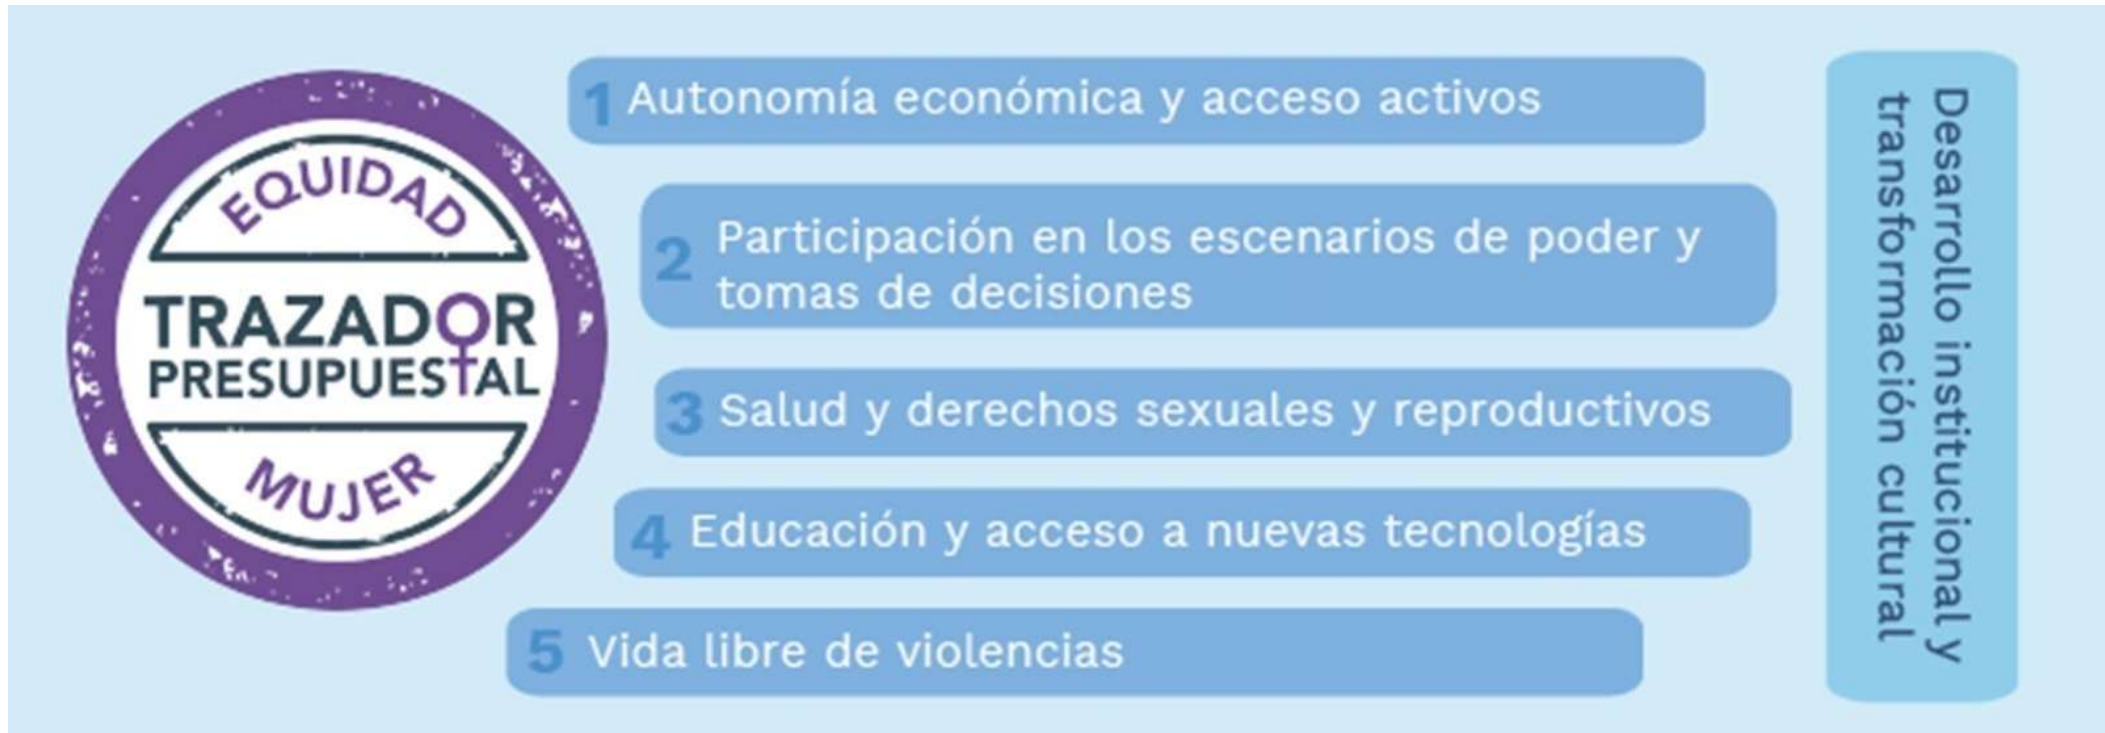 EQUIDAD
TRAZADOR
PRESUPUESTAL
MUJER
1 Autonomía económica y acceso activos
2 Participación en los escenarios de poder y
tomas de decisiones
3 Salud y derechos sexuales y reproductivos
4 Educación y acceso a nuevas tecnologías
5 Vida libre de violencias
Desarrollo institucional y
transformación cultural